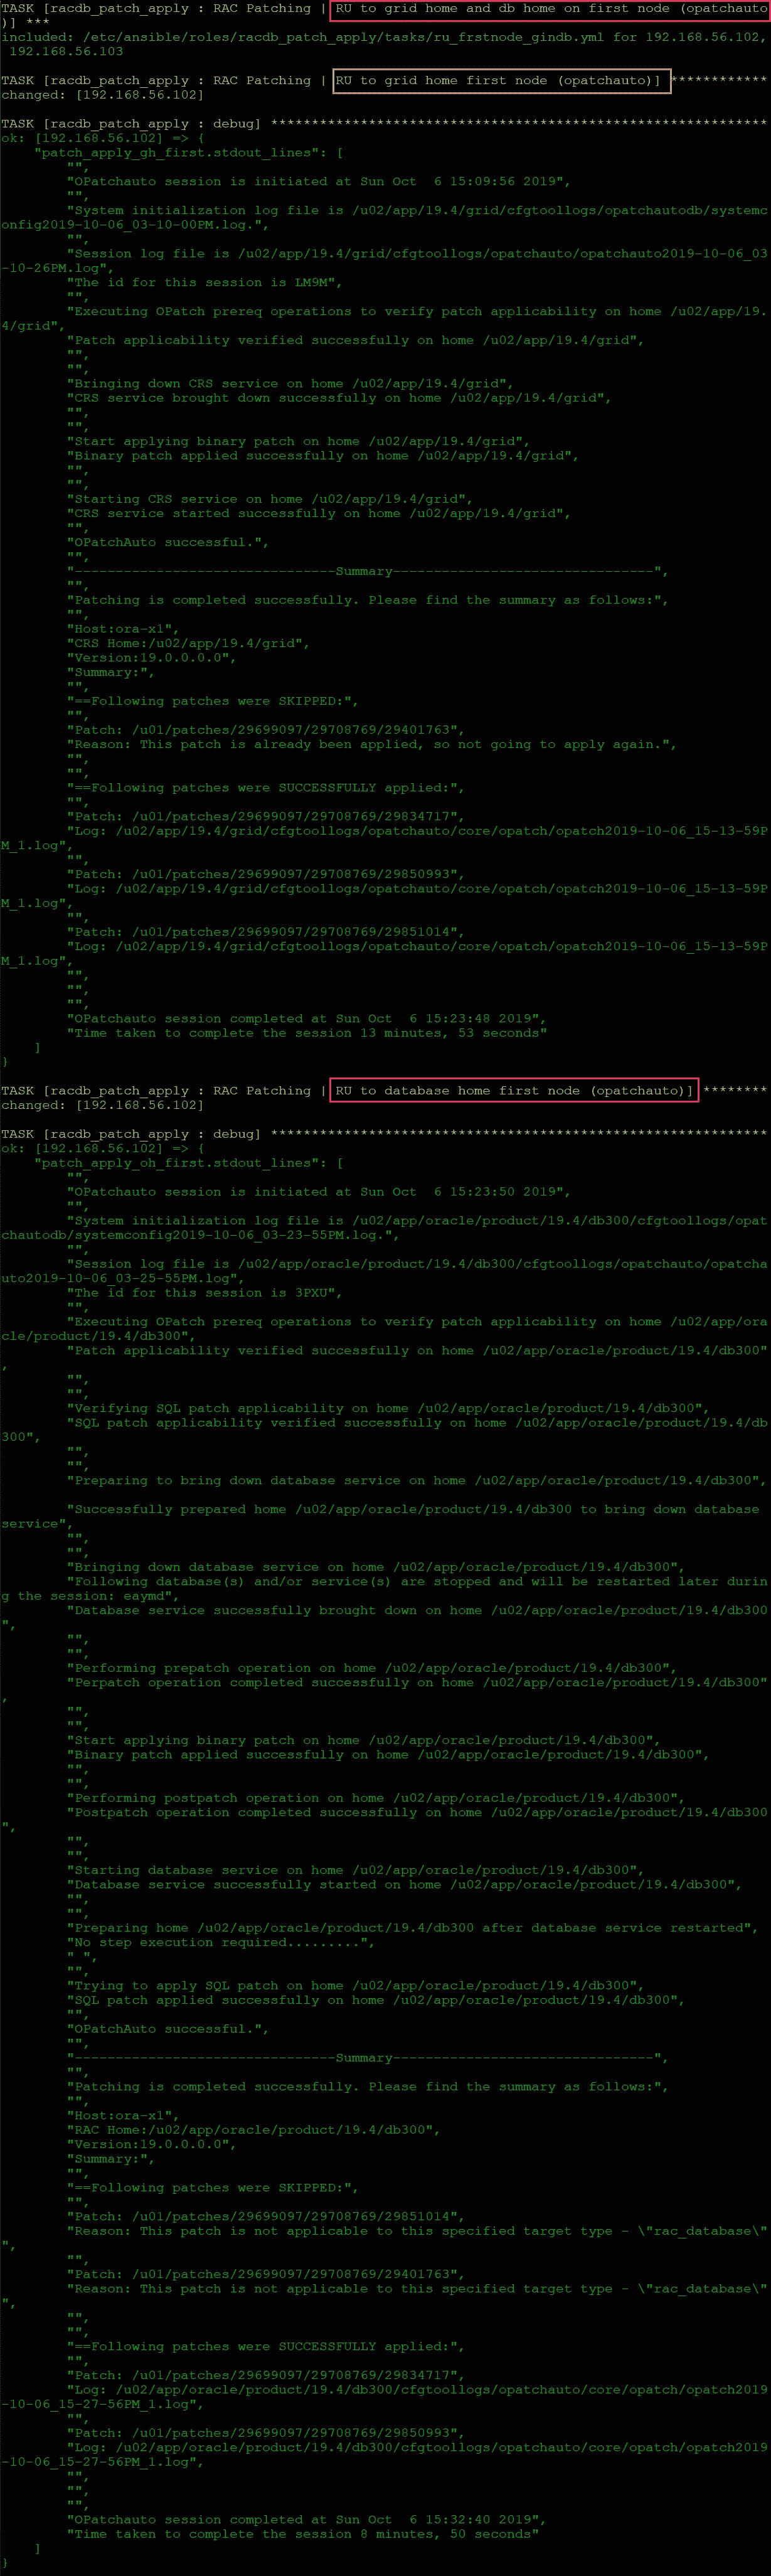 TASK [racdb_patch_apply : RAC Patching | RU to grid home and db home on first node (opatchauto
)] ***
included: /etc/ansible/roles/racdb_patch_apply/tasks/ru_frstnode_gindb.yml for 192.168.56.102,
 192.168.56.103
TASK [racdb_patch_apply : RAC Patching | RU to grid home first node (opatchauto)] ************
changed: [192.168.56.102]
TASK [racdb_patch_apply : debug] *************************************************************
ok: [192.168.56.102] => {
    "patch_apply_gh_first.stdout_lines": [
        "",
        "OPatchauto session is initiated at Sun Oct  6 15:09:56 2019",
        "",
        "System initialization log file is /u02/app/19.4/grid/cfgtoollogs/opatchautodb/systemc
onfig2019-10-06_03-10-00PM.log.",
        "",
        "Session log file is /u02/app/19.4/grid/cfgtoollogs/opatchauto/opatchauto2019-10-06_03
-10-26PM.log",
        "The id for this session is LM9M",
        "",
        "Executing OPatch prereq operations to verify patch applicability on home /u02/app/19.
4/grid",
        "Patch applicability verified successfully on home /u02/app/19.4/grid",
        "",
        "",
        "Bringing down CRS service on home /u02/app/19.4/grid",
        "CRS service brought down successfully on home /u02/app/19.4/grid",
        "",
        "",
        "Start applying binary patch on home /u02/app/19.4/grid",
        "Binary patch applied successfully on home /u02/app/19.4/grid",
        "",
        "",
        "Starting CRS service on home /u02/app/19.4/grid",
        "CRS service started successfully on home /u02/app/19.4/grid",
        "",
        "OPatchAuto successful.",
        "",
        "--------------------------------Summary--------------------------------",
        "",
        "Patching is completed successfully. Please find the summary as follows:",
        "",
        "Host:ora-x1",
        "CRS Home:/u02/app/19.4/grid",
        "Version:19.0.0.0.0",
        "Summary:",
        "",
        "==Following patches were SKIPPED:",
        "",
        "Patch: /u01/patches/29699097/29708769/29401763",
        "Reason: This patch is already been applied, so not going to apply again.",
        "",
        "",
        "==Following patches were SUCCESSFULLY applied:",
        "",
        "Patch: /u01/patches/29699097/29708769/29834717",
        "Log: /u02/app/19.4/grid/cfgtoollogs/opatchauto/core/opatch/opatch2019-10-06_15-13-59P
M_1.log",
        "",
        "Patch: /u01/patches/29699097/29708769/29850993",
        "Log: /u02/app/19.4/grid/cfgtoollogs/opatchauto/core/opatch/opatch2019-10-06_15-13-59P
M_1.log",
        "",
        "Patch: /u01/patches/29699097/29708769/29851014",
        "Log: /u02/app/19.4/grid/cfgtoollogs/opatchauto/core/opatch/opatch2019-10-06_15-13-59P
M_1.log",
        "",
        "",
        "",
        "OPatchauto session completed at Sun Oct  6 15:23:48 2019",
        "Time taken to complete the session 13 minutes, 53 seconds"
    ]
}
TASK [racdb_patch_apply : RAC Patching | RU to database home first node (opatchauto)] ********
changed: [192.168.56.102]
TASK [racdb_patch_apply : debug] *************************************************************
ok: [192.168.56.102] => {
    "patch_apply_oh_first.stdout_lines": [
        "",
        "OPatchauto session is initiated at Sun Oct  6 15:23:50 2019",
        "",
        "System initialization log file is /u02/app/oracle/product/19.4/db300/cfgtoollogs/opat
chautodb/systemconfig2019-10-06_03-23-55PM.log.",
        "",
        "Session log file is /u02/app/oracle/product/19.4/db300/cfgtoollogs/opatchauto/opatcha
uto2019-10-06_03-25-55PM.log",
        "The id for this session is 3PXU",
        "",
        "Executing OPatch prereq operations to verify patch applicability on home /u02/app/ora
cle/product/19.4/db300",
        "Patch applicability verified successfully on home /u02/app/oracle/product/19.4/db300"
,
        "",
        "",
        "Verifying SQL patch applicability on home /u02/app/oracle/product/19.4/db300",
        "SQL patch applicability verified successfully on home /u02/app/oracle/product/19.4/db
300",
        "",
        "",
        "Preparing to bring down database service on home /u02/app/oracle/product/19.4/db300",
        "Successfully prepared home /u02/app/oracle/product/19.4/db300 to bring down database
service",
        "",
        "",
        "Bringing down database service on home /u02/app/oracle/product/19.4/db300",
        "Following database(s) and/or service(s) are stopped and will be restarted later durin
g the session: eaymd",
        "Database service successfully brought down on home /u02/app/oracle/product/19.4/db300
",
        "",
        "",
        "Performing prepatch operation on home /u02/app/oracle/product/19.4/db300",
        "Perpatch operation completed successfully on home /u02/app/oracle/product/19.4/db300"
,
        "",
        "",
        "Start applying binary patch on home /u02/app/oracle/product/19.4/db300",
        "Binary patch applied successfully on home /u02/app/oracle/product/19.4/db300",
        "",
        "",
        "Performing postpatch operation on home /u02/app/oracle/product/19.4/db300",
        "Postpatch operation completed successfully on home /u02/app/oracle/product/19.4/db300
",
        "",
        "",
        "Starting database service on home /u02/app/oracle/product/19.4/db300",
        "Database service successfully started on home /u02/app/oracle/product/19.4/db300",
        "",
        "",
        "Preparing home /u02/app/oracle/product/19.4/db300 after database service restarted",
        "No step execution required.........",
        " ",
        "",
        "Trying to apply SQL patch on home /u02/app/oracle/product/19.4/db300",
        "SQL patch applied successfully on home /u02/app/oracle/product/19.4/db300",
        "",
        "OPatchAuto successful.",
        "",
        "--------------------------------Summary--------------------------------",
        "",
        "Patching is completed successfully. Please find the summary as follows:",
        "",
        "Host:ora-x1",
        "RAC Home:/u02/app/oracle/product/19.4/db300",
        "Version:19.0.0.0.0",
        "Summary:",
        "",
        "==Following patches were SKIPPED:",
        "",
        "Patch: /u01/patches/29699097/29708769/29851014",
        "Reason: This patch is not applicable to this specified target type - \"rac_database\"
",
        "",
        "Patch: /u01/patches/29699097/29708769/29401763",
        "Reason: This patch is not applicable to this specified target type - \"rac_database\"
",
        "",
        "",
        "==Following patches were SUCCESSFULLY applied:",
        "",
        "Patch: /u01/patches/29699097/29708769/29834717",
        "Log: /u02/app/oracle/product/19.4/db300/cfgtoollogs/opatchauto/core/opatch/opatch2019
-10-06_15-27-56PM_1.log",
        "",
        "Patch: /u01/patches/29699097/29708769/29850993",
        "Log: /u02/app/oracle/product/19.4/db300/cfgtoollogs/opatchauto/core/opatch/opatch2019
-10-06_15-27-56PM_1.log",
        "",
        "",
        "",
        "OPatchauto session completed at Sun Oct  6 15:32:40 2019",
        "Time taken to complete the session 8 minutes, 50 seconds"
    ]
}